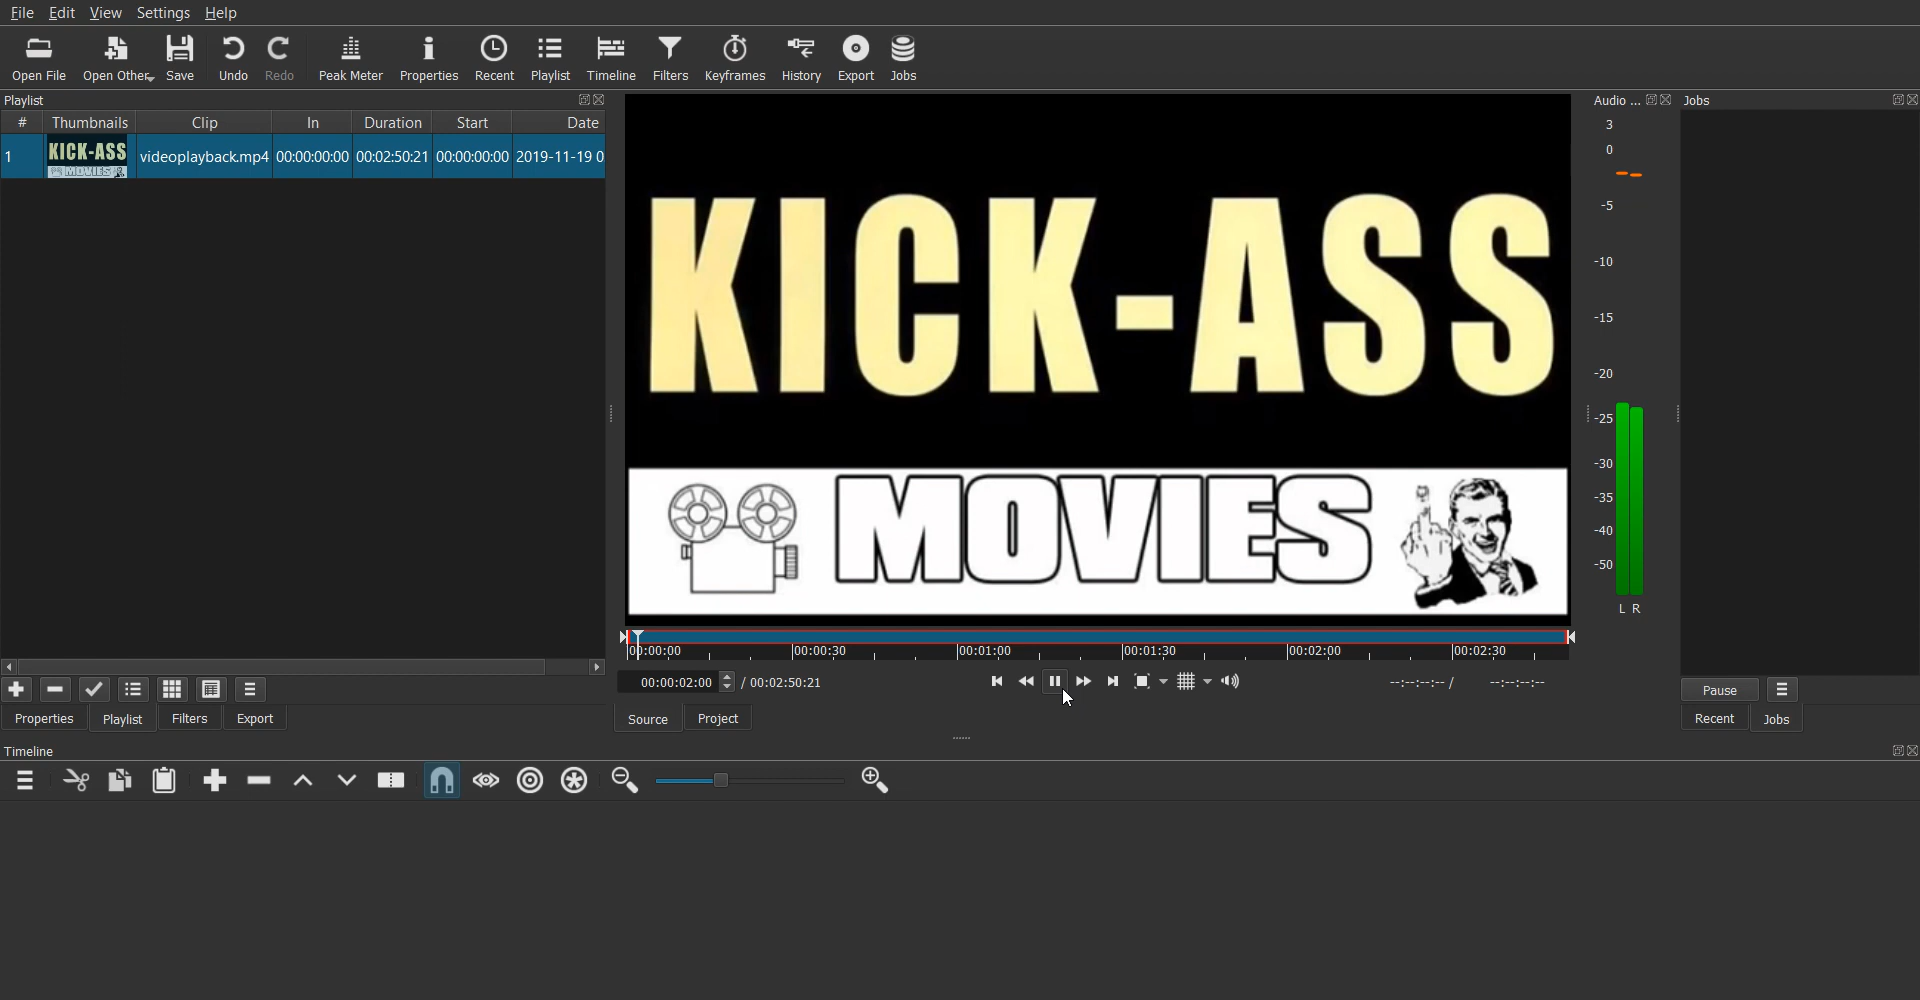 File Edit View Settings Help
Open File Open Other Save Undo Redo Peak Meter Properties Recent Playlist Timeline Filters Keyframes History Export Jobs
Playlist
# Thumbnails Clip In Duration Start Date
1 KICK-ASS MOVIES videoplayback.mp4 00:00:00:00 00:02:50:21 00:00:00:00 2019-11-19 0
Properties Playlist Filters Export
KICK-ASS
MOVIES
00:00:00 00:00:30 00:01:00 00:01:30 00:02:00 00:02:30
00:00:02:00 / 00:02:50:21 --:--:--:-- / --:--:--:--
Source Project
Audio ...
3
0
-5
-10
-15
-20
-25
-30
-35
-40
-50
L R
Jobs
Pause
Recent Jobs
Timeline